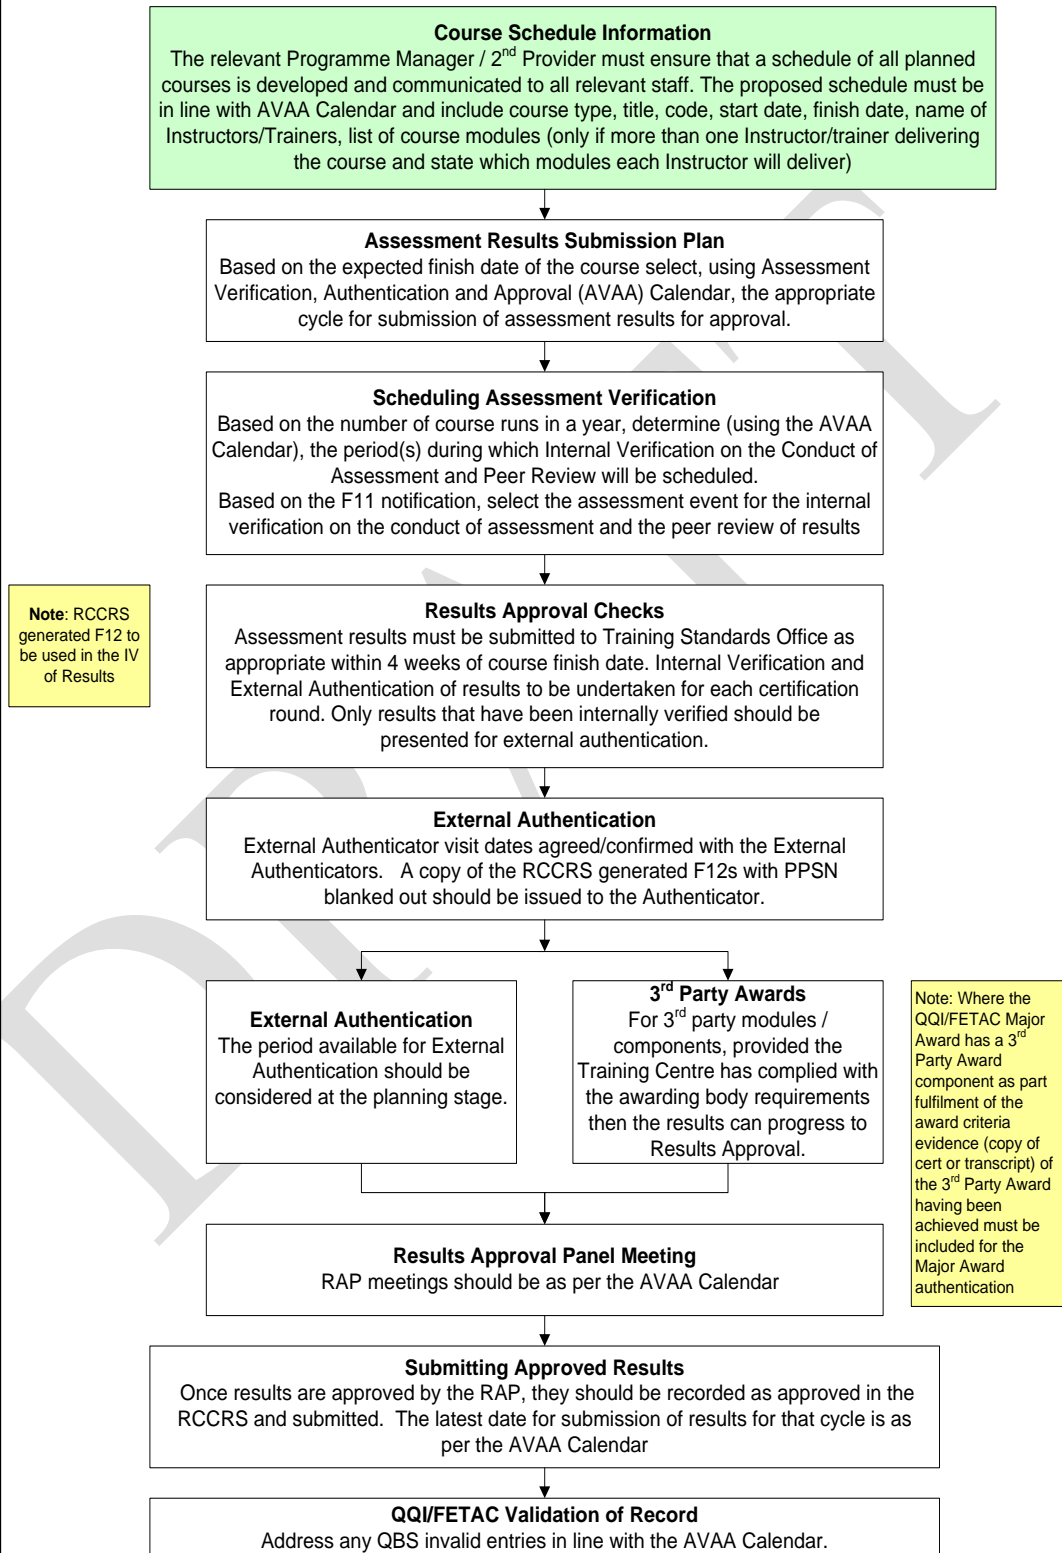 Course Schedule Information
The relevant Programme Manager / 2nd Provider must ensure that a schedule of all planned
courses is developed and communicated to all relevant staff. The proposed schedule must be
in line with AVAA Calendar and include course type, title, code, start date, finish date, name of
Instructors/Trainers, list of course modules (only if more than one Instructor/trainer delivering
the course and state which modules each Instructor will deliver)
Assessment Results Submission Plan
Based on the expected finish date of the course select, using Assessment
Verification, Authentication and Approval (AVAA) Calendar, the appropriate
cycle for submission of assessment results for approval.
Scheduling Assessment Verification
Based on the number of course runs in a year, determine (using the AVAA
Calendar), the period(s) during which Internal Verification on the Conduct of
Assessment and Peer Review will be scheduled.
Based on the F11 notification, select the assessment event for the internal
verification on the conduct of assessment and the peer review of results
Note: RCCRS
generated F12 to
be used in the IV
of Results
Results Approval Checks
Assessment results must be submitted to Training Standards Office as
appropriate within 4 weeks of course finish date. Internal Verification and
External Authentication of results to be undertaken for each certification
round. Only results that have been internally verified should be
presented for external authentication.
External Authentication
External Authenticator visit dates agreed/confirmed with the External
Authenticators. A copy of the RCCRS generated F12s with PPSN
blanked out should be issued to the Authenticator.
External Authentication
The period available for External
Authentication should be
considered at the planning stage.
3rd Party Awards
For 3rd party modules /
components, provided the
Training Centre has complied with
the awarding body requirements
then the results can progress to
Results Approval.
Note: Where the
QQI/FETAC Major
Award has a 3rd
Party Award
component as part
fulfilment of the
award criteria
evidence (copy of
cert or transcript) of
the 3rd Party Award
having been
achieved must be
included for the
Major Award
authentication
Results Approval Panel Meeting
RAP meetings should be as per the AVAA Calendar
Submitting Approved Results
Once results are approved by the RAP, they should be recorded as approved in the
RCCRS and submitted. The latest date for submission of results for that cycle is as
per the AVAA Calendar
QQI/FETAC Validation of Record
Address any QBS invalid entries in line with the AVAA Calendar.
DRAFT